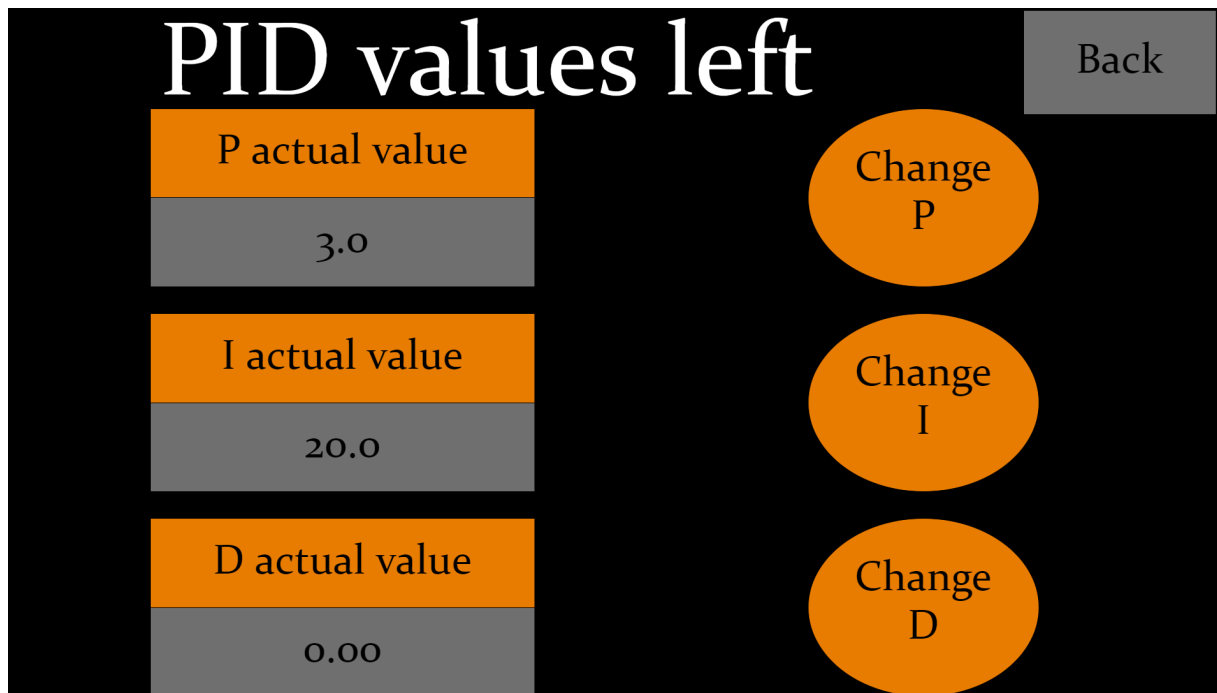 PID values left
Back
P actual value
3.0
Change
P
I actual value
20.0
Change
I
D actual value
0.00
Change
D